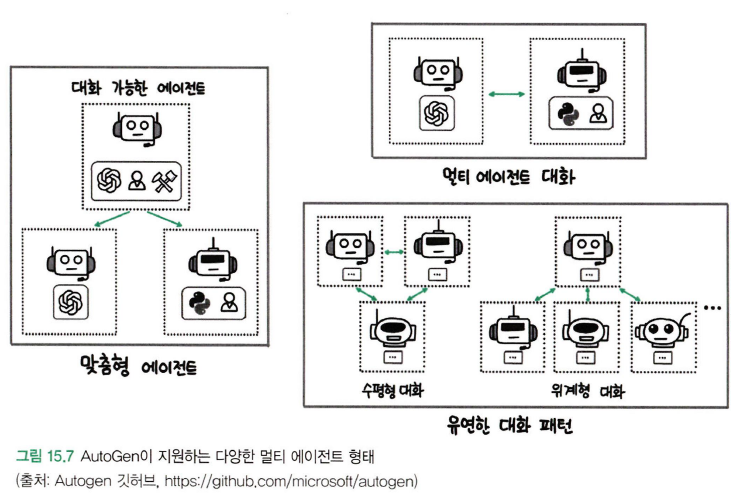 대화 가능한 에이전트
맞춤형 에이전트
멀티 에이전트 대화
수평형 대화
위계형 대화
유연한 대화 패턴
그림 15.7 AutoGen이 지원하는 다양한 멀티 에이전트 형태
(출처: Autogen 깃허브, https://github.com/microsoft/autogen)